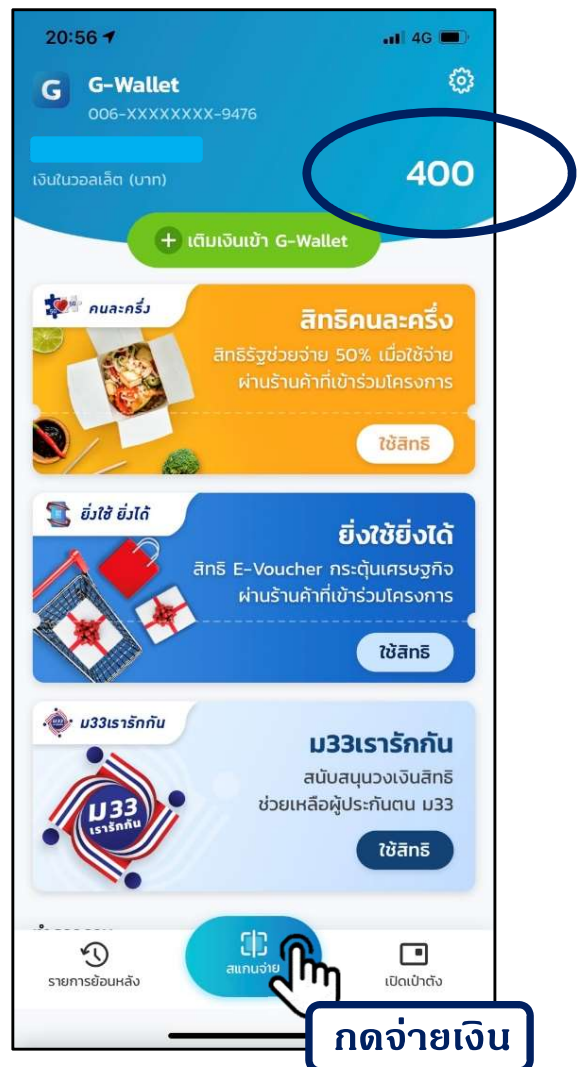 20:56
4G
G G-Wallet
006-XXXXXXXX-9476
เงินในวอลเล็ต (บาท) 400
+ เติมเงินเข้า G-Wallet
คนละครึ่ง
สิทธิคนละครึ่ง
สิทธิรัฐช่วยจ่าย 50% เมื่อใช้จ่าย
ผ่านร้านค้าที่เข้าร่วมโครงการ
ใช้สิทธิ
ยิ่งใช้ ยิ่งได้
ยิ่งใช้ยิ่งได้
สิทธิ E-Voucher กระตุ้นเศรษฐกิจ
ผ่านร้านค้าที่เข้าร่วมโครงการ
ใช้สิทธิ
ม33เรารักกัน
ม33เรารักกัน
สนับสนุนวงเงินสิทธิ
ช่วยเหลือผู้ประกันตน ม33
ม33
เรารักกัน
ใช้สิทธิ
รายการย้อนหลัง
สแกนจ่าย
เปิดเป๋าตัง
กดจ่ายเงิน